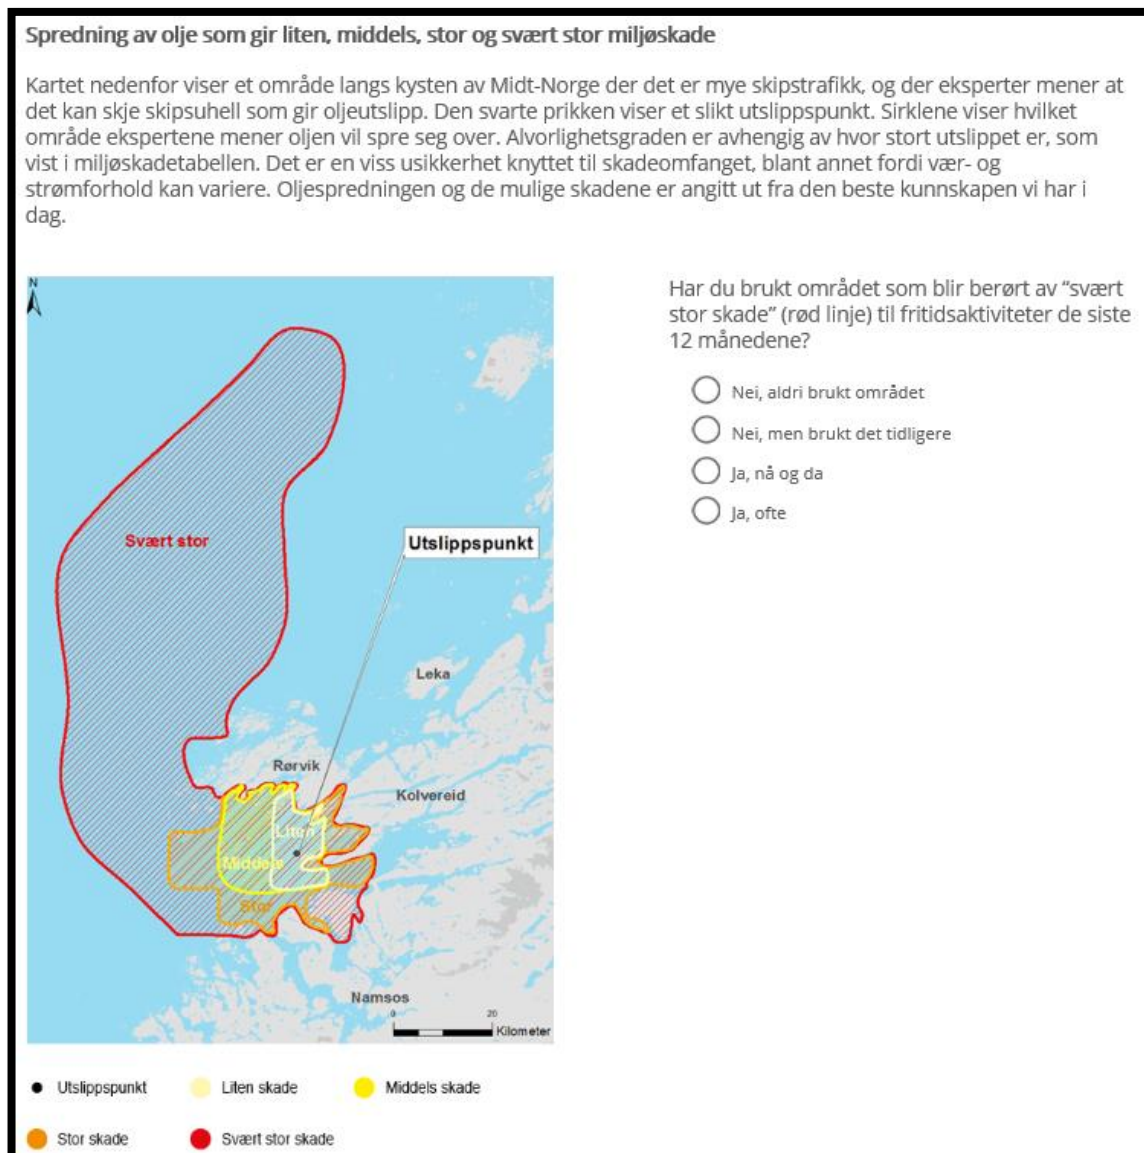 Spredning av olje som gir liten, middels, stor og svært stor miljøskade
Kartet nedenfor viser et område langs kysten av Midt-Norge der det er mye skipstrafikk, og der eksperter mener at
det kan skje skipsuhell som gir oljeutslipp. Den svarte prikken viser et slikt utslippspunkt. Sirklene viser hvilket
område ekspertene mener oljen vil spre seg over. Alvorlighetsgraden er avhengig av hvor stort utslippet er, som
vist i miljøskadetabellen. Det er en viss usikkerhet knyttet til skadeomfanget, blant annet fordi vær- og
strømforhold kan variere. Oljespredningen og de mulige skadene er angitt ut fra den beste kunnskapen vi har i
dag.
N
Svært stor
Utslippspunkt
Leka
Rørvik
Kolvereid
Liten
Middels
Stor
Namsos
0 20
Kilometer
Utslippspunkt
Liten skade
Middels skade
Stor skade
Svært stor skade
Har du brukt området som blir berørt av “svært
stor skade” (rød linje) til fritidsaktiviteter de siste
12 månedene?
Nei, aldri brukt området
Nei, men brukt det tidligere
Ja, nå og da
Ja, ofte